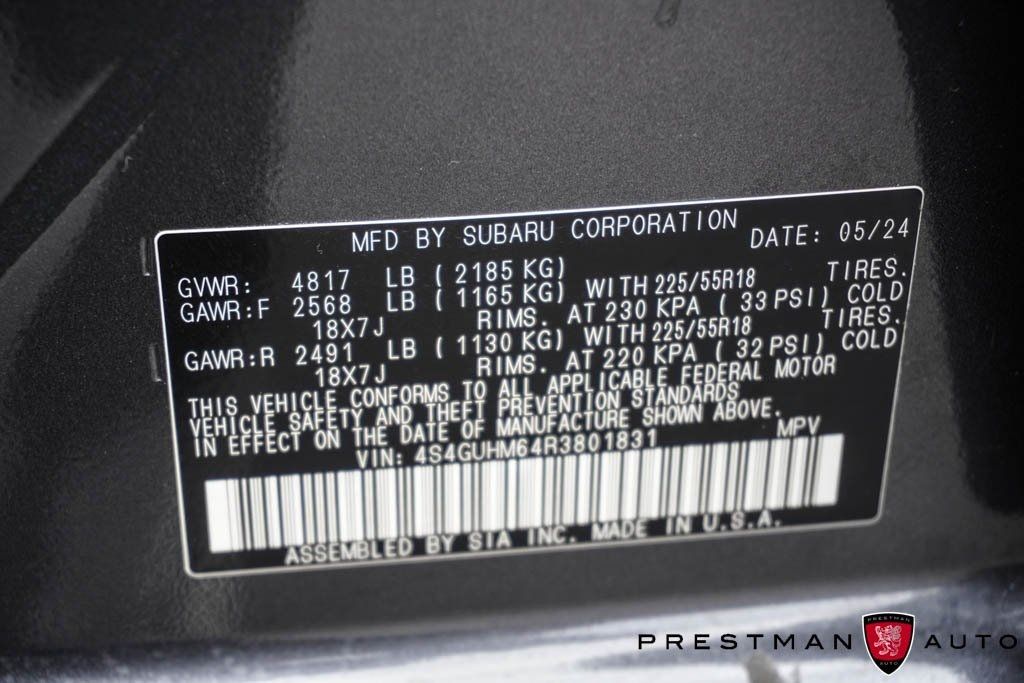 MFD BY SUBARU CORPORATION DATE: 05/24
GVWR: 4817 LB ( 2185 KG)
GAWR:F 2568 LB ( 1165 KG) WITH 225/55R18 TIRES.
18X7J RIMS. AT 230 KPA ( 33 PSI) COLD
GAWR:R 2491 LB ( 1130 KG) WITH 225/55R18 TIRES.
18X7J RIMS. AT 220 KPA ( 32 PSI) COLD
THIS VEHICLE CONFORMS TO ALL APPLICABLE FEDERAL MOTOR
VEHICLE SAFETY AND THEFT PREVENTION STANDARDS
IN EFFECT ON THE DATE OF MANUFACTURE SHOWN ABOVE.
VIN: 4S4GUHM64R3801831 MPV
ASSEMBLED BY SIA INC. MADE IN U.S.A.
PRESTMAN AUTO
PRESTMAN
AUTO